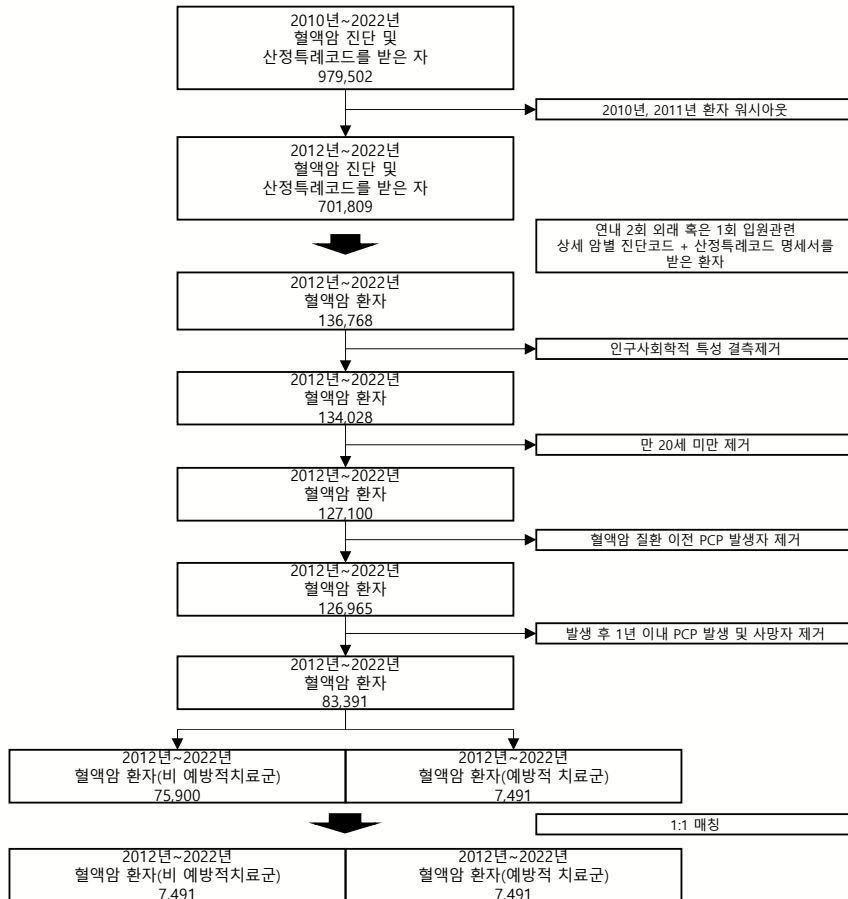 2010년~2022년
혈액암 진단 및
산정특례코드를 받은 자
979,502
2010년, 2011년 환자 워시아웃
2012년~2022년
혈액암 진단 및
산정특례코드를 받은 자
701,809
연내 2회 외래 혹은 1회 입원관련
상세 암별 진단코드 + 산정특례코드 명세서를
받은 환자
2012년~2022년
혈액암 환자
136,768
인구사회학적 특성 결측제거
2012년~2022년
혈액암 환자
134,028
만 20세 미만 제거
2012년~2022년
혈액암 환자
127,100
혈액암 질환 이전 PCP 발생자 제거
2012년~2022년
혈액암 환자
126,965
발생 후 1년 이내 PCP 발생 및 사망자 제거
2012년~2022년
혈액암 환자
83,391
2012년~2022년
혈액암 환자(비 예방적치료군)
75,900
2012년~2022년
혈액암 환자(예방적 치료군)
7,491
1:1 매칭
2012년~2022년
혈액암 환자(비 예방적치료군)
7,491
2012년~2022년
혈액암 환자(예방적 치료군)
7,491